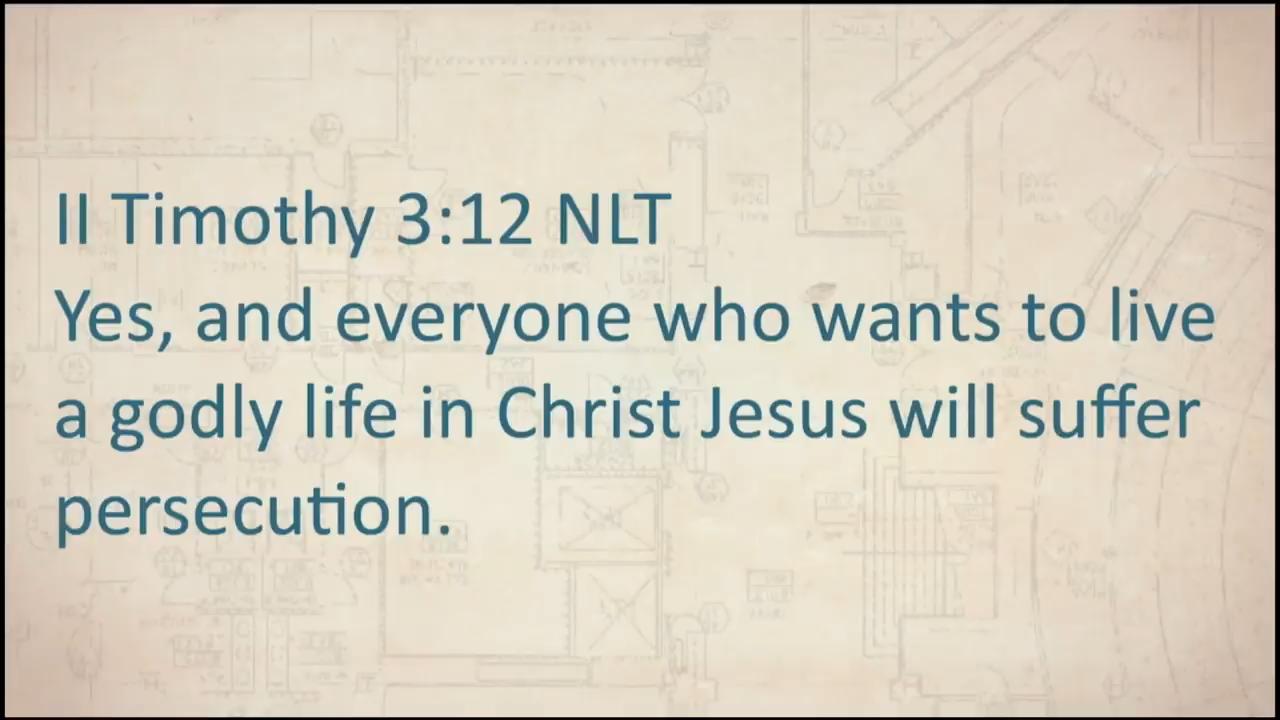 II Timothy 3:12 NLT
Yes, and everyone who wants to live
a godly life in Christ Jesus will suffer
persecution.